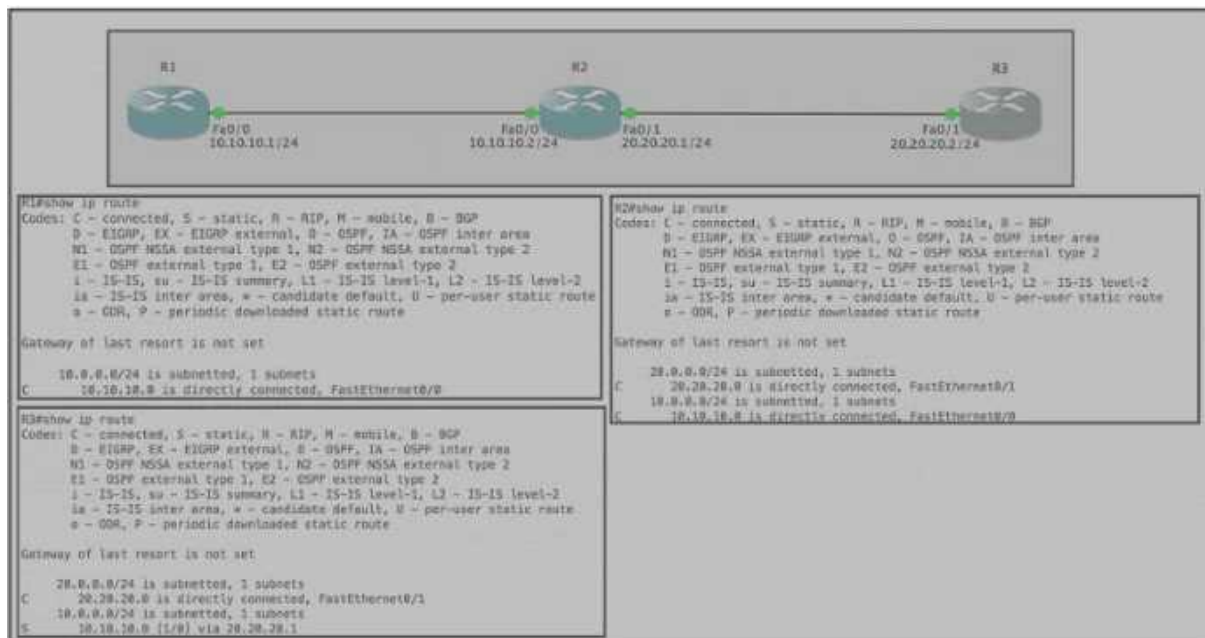 R1
R2
R3
Fa0/0
10.10.10.1/24
Fa0/0
10.10.10.2/24
Fa0/1
20.20.20.1/24
Fa0/1
20.20.20.2/24
R1#show ip route
Codes: C - connected, S - static, R - RIP, M - mobile, B - BGP
D - EIGRP, EX - EIGRP external, O - OSPF, IA - OSPF inter area
N1 - OSPF NSSA external type 1, N2 - OSPF NSSA external type 2
E1 - OSPF external type 1, E2 - OSPF external type 2
i - IS-IS, su - IS-IS summary, L1 - IS-IS level-1, L2 - IS-IS level-2
ia - IS-IS inter area, * - candidate default, U - per-user static route
o - ODR, P - periodic downloaded static route
Gateway of last resort is not set
10.0.0.0/24 is subnetted, 1 subnets
C 10.10.10.0 is directly connected, FastEthernet0/0
R2#show ip route
Codes: C - connected, S - static, R - RIP, M - mobile, B - BGP
D - EIGRP, EX - EIGRP external, O - OSPF, IA - OSPF inter area
N1 - OSPF NSSA external type 1, N2 - OSPF NSSA external type 2
E1 - OSPF external type 1, E2 - OSPF external type 2
i - IS-IS, su - IS-IS summary, L1 - IS-IS level-1, L2 - IS-IS level-2
ia - IS-IS inter area, * - candidate default, U - per-user static route
o - ODR, P - periodic downloaded static route
Gateway of last resort is not set
20.0.0.0/24 is subnetted, 1 subnets
C 20.20.20.0 is directly connected, FastEthernet0/1
10.0.0.0/24 is subnetted, 1 subnets
C 10.10.10.0 is directly connected, FastEthernet0/0
R3#show ip route
Codes: C - connected, S - static, R - RIP, M - mobile, B - BGP
D - EIGRP, EX - EIGRP external, O - OSPF, IA - OSPF inter area
N1 - OSPF NSSA external type 1, N2 - OSPF NSSA external type 2
E1 - OSPF external type 1, E2 - OSPF external type 2
i - IS-IS, su - IS-IS summary, L1 - IS-IS level-1, L2 - IS-IS level-2
ia - IS-IS inter area, * - candidate default, U - per-user static route
o - ODR, P - periodic downloaded static route
Gateway of last resort is not set
20.0.0.0/24 is subnetted, 1 subnets
C 20.20.20.0 is directly connected, FastEthernet0/1
10.0.0.0/24 is subnetted, 1 subnets
S 10.10.10.0 [1/0] via 20.20.20.1